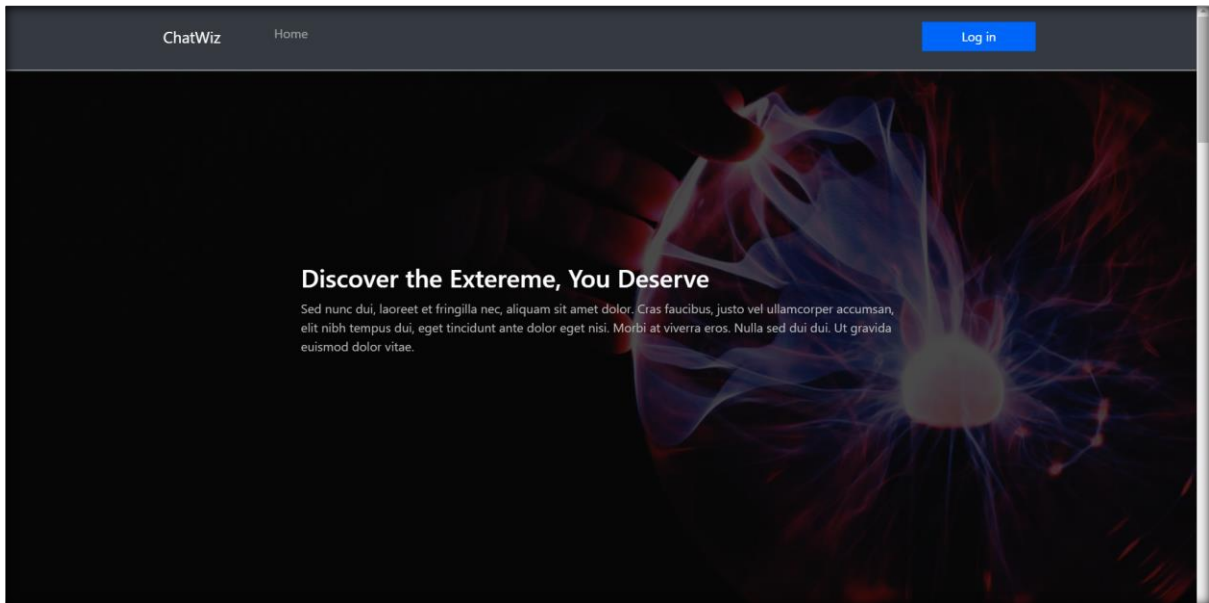 ChatWiz
Home
Log in
Discover the Extereme, You Deserve
Sed nunc dui, laoreet et fringilla nec, aliquam sit amet dolor. Cras faucibus, justo vel ullamcorper accumsan,
elit nibh tempus dui, eget tincidunt ante dolor eget nisi. Morbi at viverra eros. Nulla sed dui dui. Ut gravida
euismod dolor vitae.